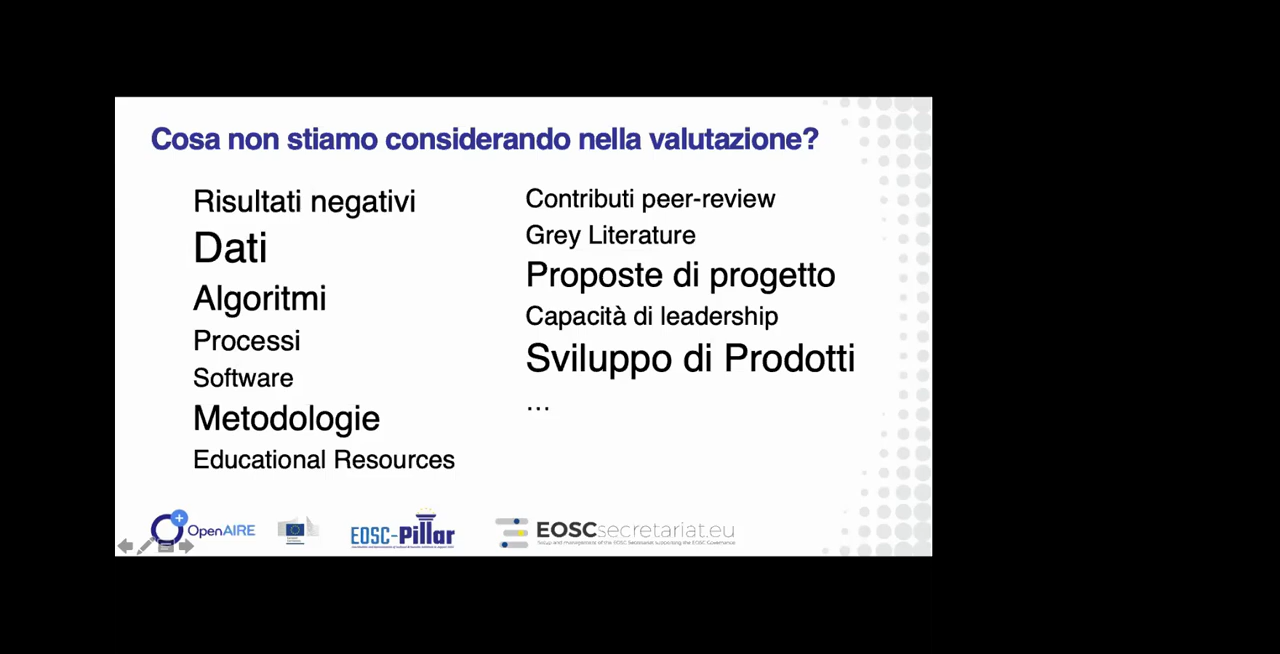 Cosa non stiamo considerando nella valutazione?
Risultati negativi
Dati
Algoritmi
Processi
Software
Metodologie
Educational Resources
Contributi peer-review
Grey Literature
Proposte di progetto
Capacità di leadership
Sviluppo di Prodotti
...
OpenAIRE
EOSC-Pillar
EOSCsecretariat.eu